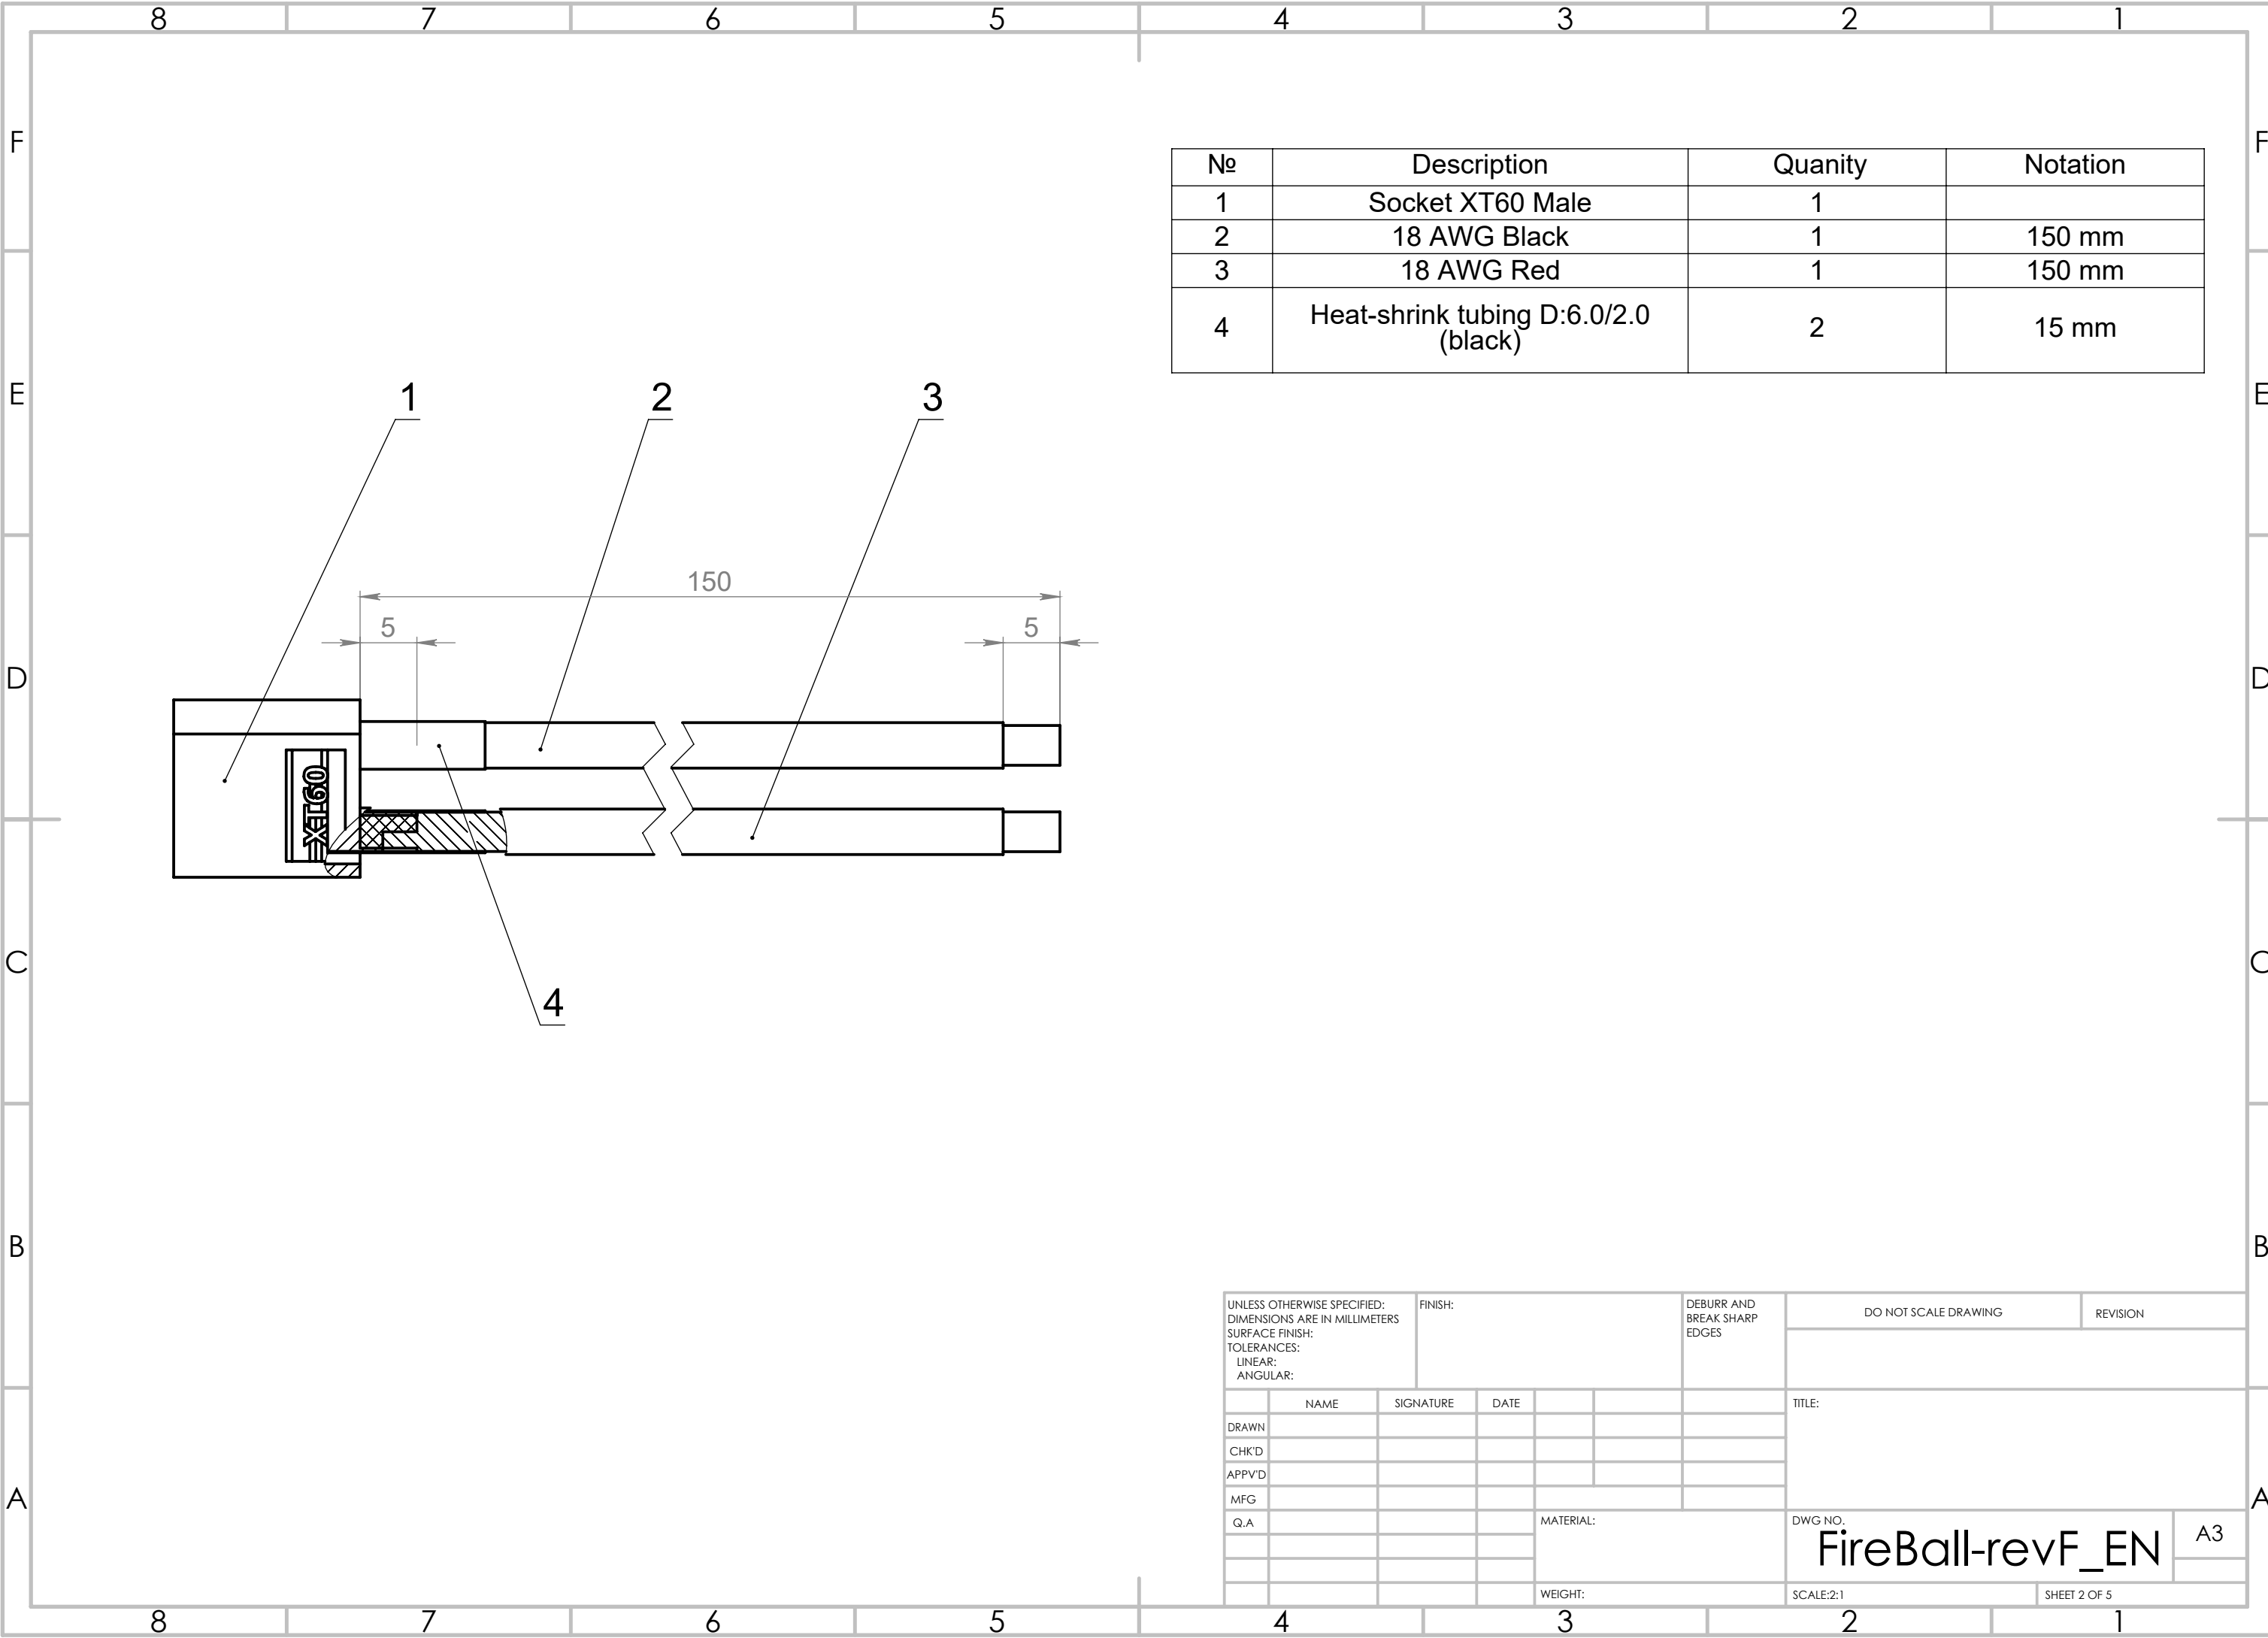 8 7 6 5 4 3 2 1
F F
№ Description Quanity Notation
1 Socket XT60 Male 1
2 18 AWG Black 1 150 mm
3 18 AWG Red 1 150 mm
4 Heat-shrink tubing D:6.0/2.0 (black) 2 15 mm
E E
1 2 3
150
5 5
D D
XT60
C C
4
B B
UNLESS OTHERWISE SPECIFIED:
DIMENSIONS ARE IN MILLIMETERS
SURFACE FINISH:
TOLERANCES:
LINEAR:
ANGULAR:
FINISH:
DEBURR AND
BREAK SHARP
EDGES
DO NOT SCALE DRAWING
REVISION
NAME SIGNATURE DATE
TITLE:
DRAWN
CHK'D
APPV'D
MFG
Q.A
A A
MATERIAL:
DWG NO.
FireBall-revF_EN
A3
WEIGHT:
SCALE:2:1
SHEET 2 OF 5
8 7 6 5 4 3 2 1